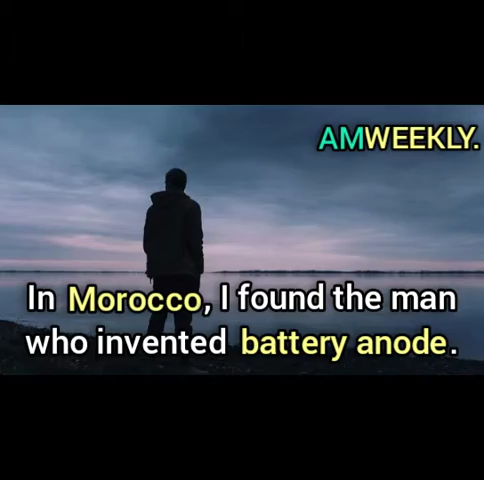 AMWEEKLY.
In Morocco, I found the man
who invented battery anode.